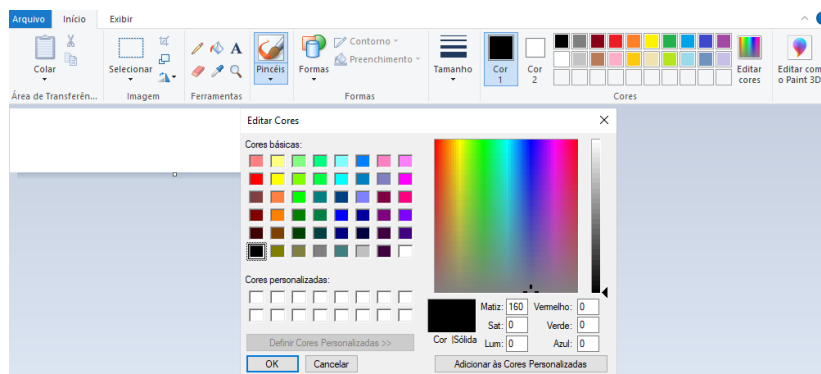 Arquivo Início Exibir
Colar
Selecionar
A
Pincéis
Formas
Contorno
Preenchimento
Tamanho
Cor
1
Cor
2
Editar
cores
Editar com
o Paint 3D
Área de Transferên... Imagem Ferramentas Formas Cores
Editar Cores
Cores básicas:
Cores personalizadas:
Definir Cores Personalizadas >>
OK Cancelar
Cor |Sólida
Matiz: 160 Vermelho: 0
Sat: 0 Verde: 0
Lum: 0 Azul: 0
Adicionar às Cores Personalizadas